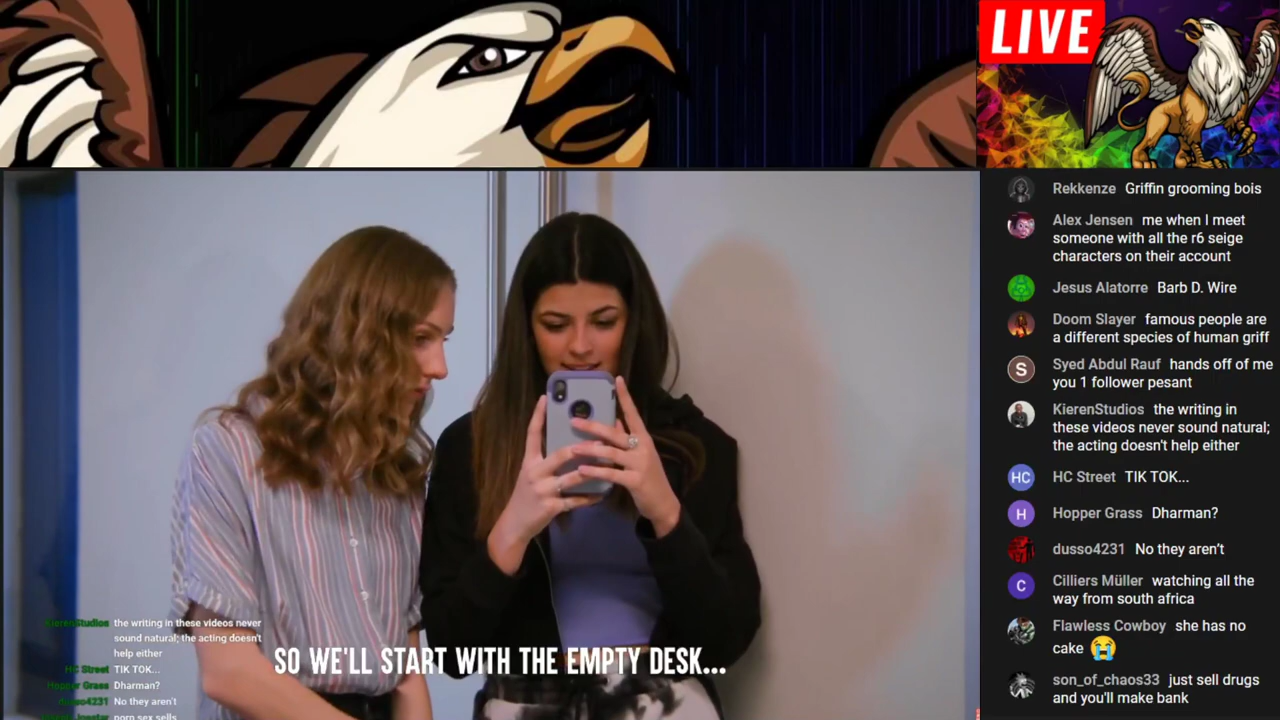 LIVE
Rekkenze Griffin grooming bois
Alex Jensen me when I meet
someone with all the r6 seige
characters on their account
Jesus Alatorre Barb D. Wire
Doom Slayer famous people are
a different species of human griff
S
Syed Abdul Rauf hands off of me
you 1 follower pesant
KierenStudios the writing in
these videos never sound natural;
the acting doesn't help either
HC
HC Street TIK TOK...
H
Hopper Grass Dharman?
dusso4231 No they aren't
C
Cilliers Müller watching all the
way from south africa
Flawless Cowboy she has no
cake 😭
son_of_chaos33 just sell drugs
and you'll make bank
KierenStudios the writing in these videos never
sound natural; the acting doesn't
help either
HC Street TIK TOK...
Hopper Grass Dharman?
dusso4231 No they aren't
porn sex sells
SO WE'LL START WITH THE EMPTY DESK...